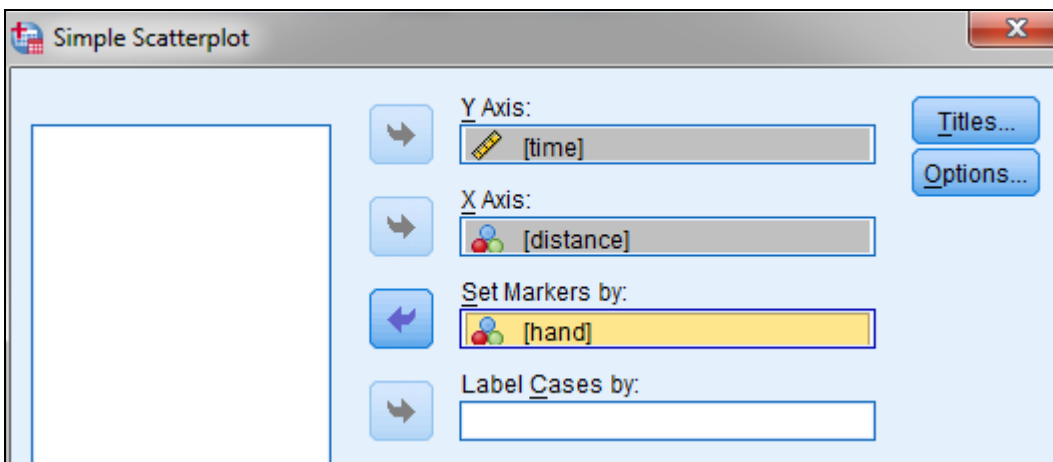 Simple Scatterplot
Y Axis:
[time]
Titles...
Options...
X Axis:
[distance]
Set Markers by:
[hand]
Label Cases by: